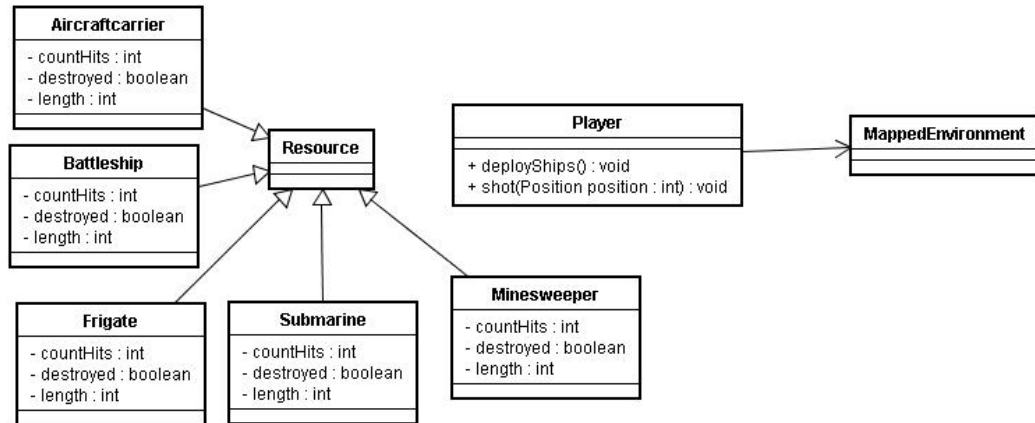 Aircraftcarrier
- countHits : int
- destroyed : boolean
- length : int
Battleship
- countHits : int
- destroyed : boolean
- length : int
Resource
Player
+ deployShips() : void
+ shot(Position position : int) : void
MappedEnvironment
Frigate
- countHits : int
- destroyed : boolean
- length : int
Submarine
- countHits : int
- destroyed : boolean
- length : int
Minesweeper
- countHits : int
- destroyed : boolean
- length : int